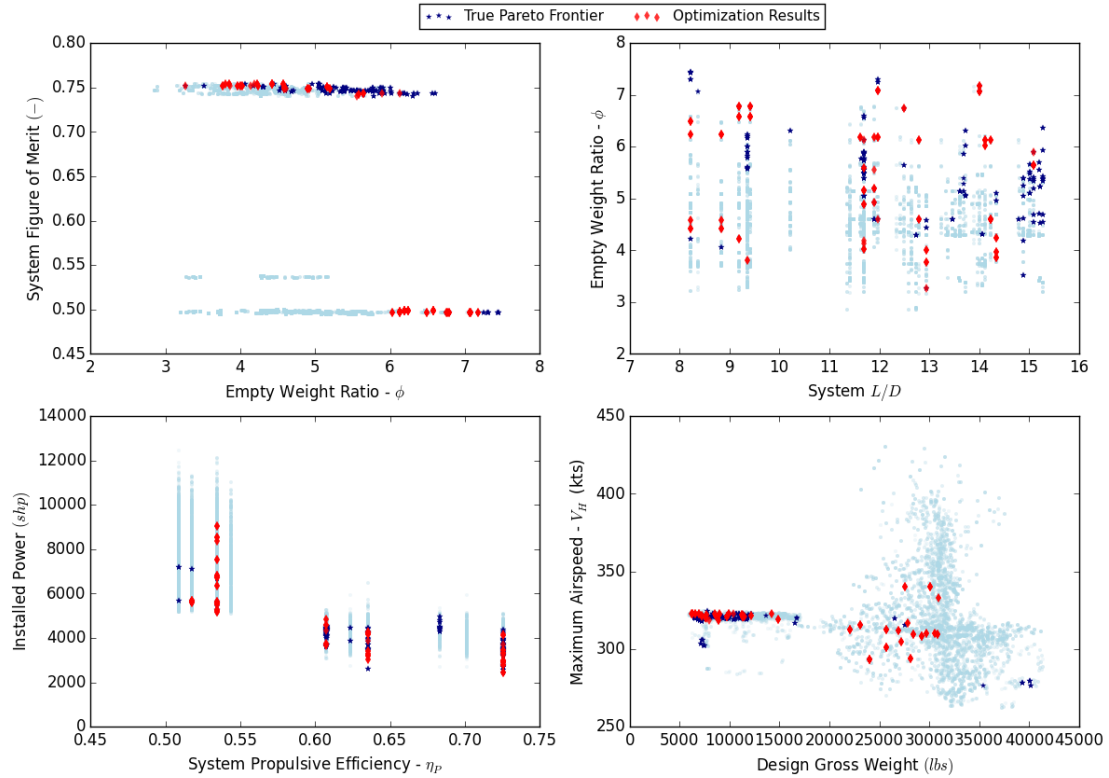 True Pareto Frontier
Optimization Results
0.80
0.75
0.70
0.65
0.60
0.55
0.50
0.45
System Figure of Merit (−)
2 3 4 5 6 7 8
Empty Weight Ratio - ϕ
8
7
6
5
4
3
2
Empty Weight Ratio - ϕ
8 9 10 11 12 13 14 15 16
System L/D
14000
12000
10000
8000
6000
4000
2000
0
Installed Power (shp)
0.45 0.50 0.55 0.60 0.65 0.70 0.75
System Propulsive Efficiency - η_P
450
400
350
300
250
Maximum Airspeed - V_H (kts)
0 5000 10000 15000 20000 25000 30000 35000 40000 45000
Design Gross Weight (lbs)